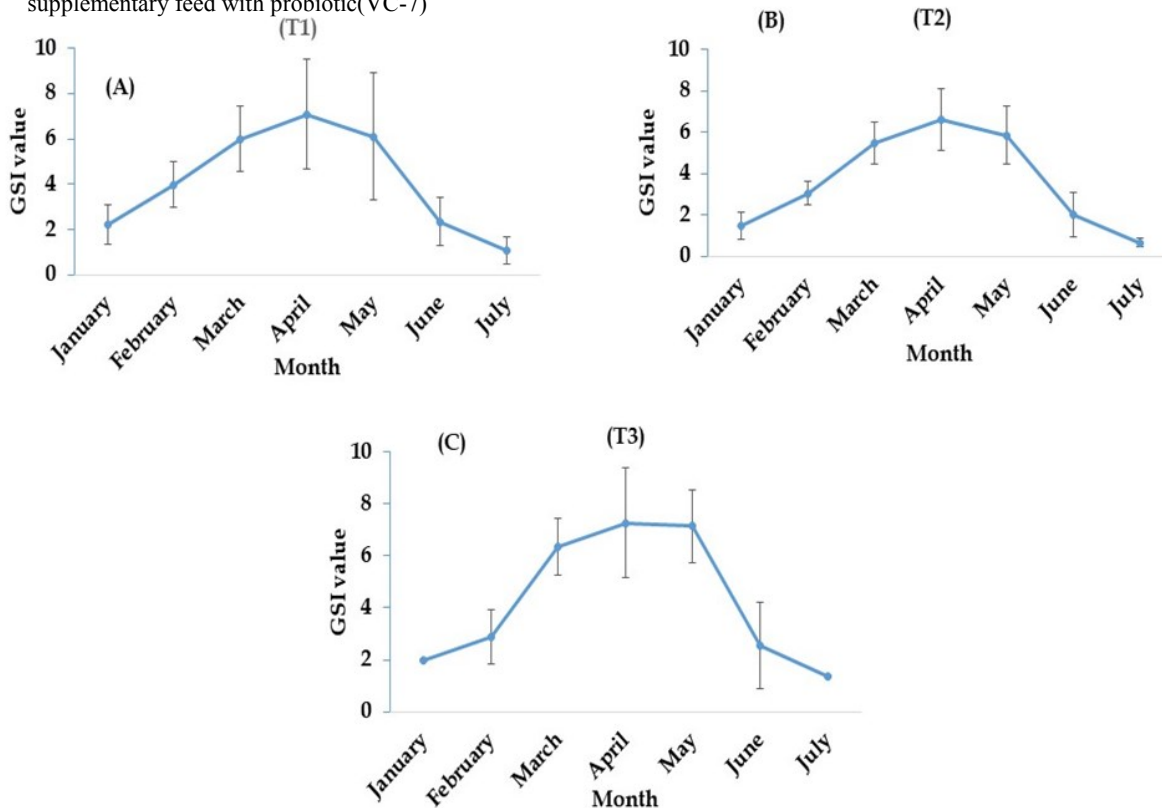 supplementary feed with probiotic(VC-7)
(T1)
(A)
10
8
6
4
2
0
GSI value
January
February
March
April
May
June
July
Month
(B)
(T2)
10
8
6
4
2
0
GSI value
January
February
March
April
May
June
July
Month
(C)
(T3)
10
8
6
4
2
0
GSI value
January
February
March
April
May
June
July
Month